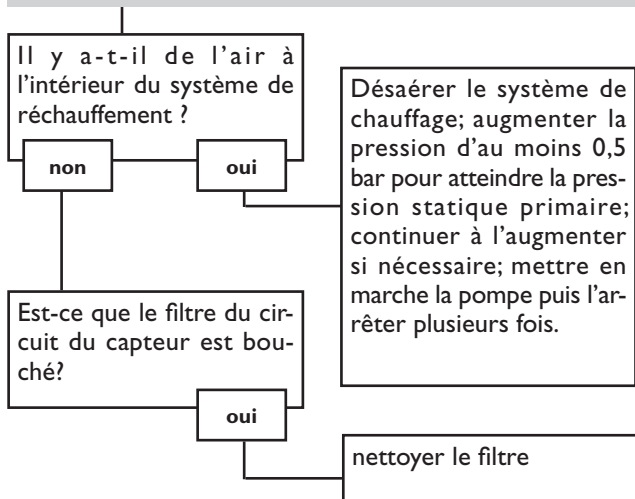 Il y a-t-il de l'air à
l'intérieur du système de
réchauffement ?
non
oui
Désaérer le système de
chauffage; augmenter la
pression d'au moins 0,5
bar pour atteindre la pres-
sion statique primaire;
continuer à l'augmenter
si nécessaire; mettre en
marche la pompe puis l'ar-
rêter plusieurs fois.
Est-ce que le filtre du cir-
cuit du capteur est bou-
ché?
oui
nettoyer le filtre